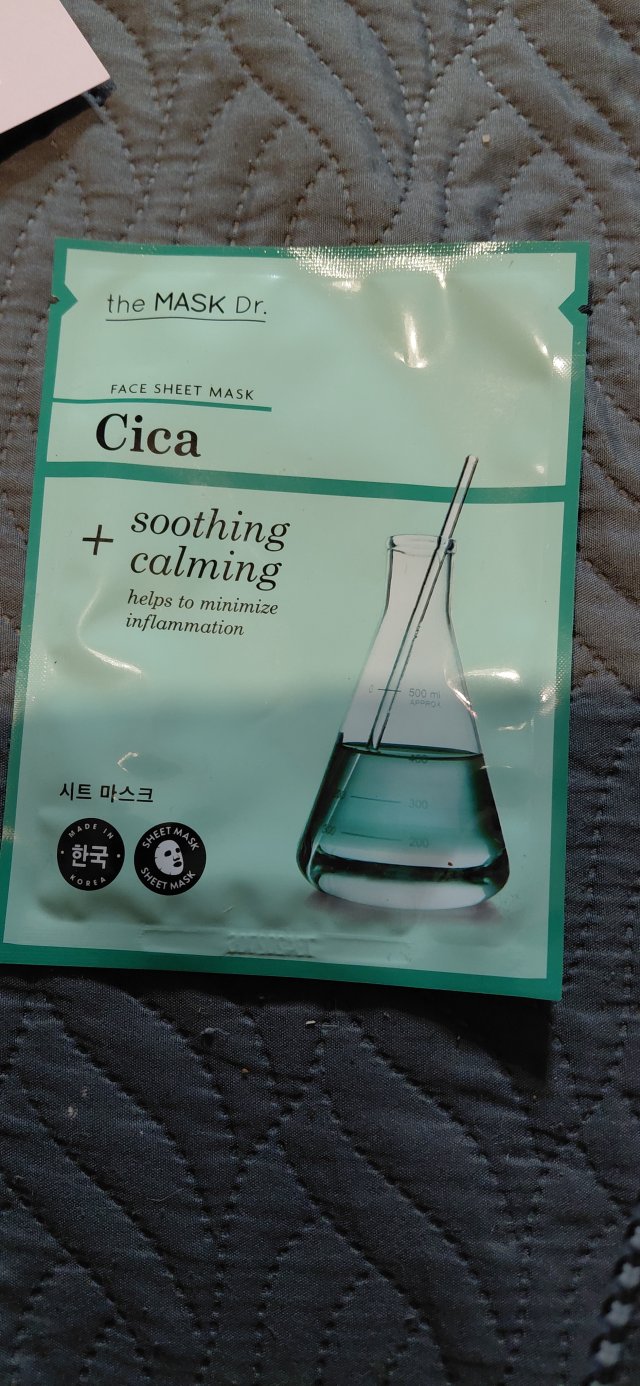 the MASK Dr.
FACE SHEET MASK
Cica
+ soothing
calming
helps to minimize
inflammation
500 ml
APPROX
400
300
200
시트 마스크
MADE IN
한국
KOREA
SHEET MASK
SHEET MASK